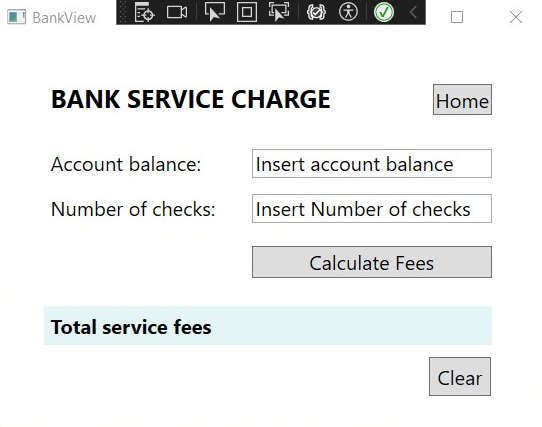 BankView
BANK SERVICE CHARGE
Home
Account balance:
Insert account balance
Number of checks:
Insert Number of checks
Calculate Fees
Total service fees
Clear